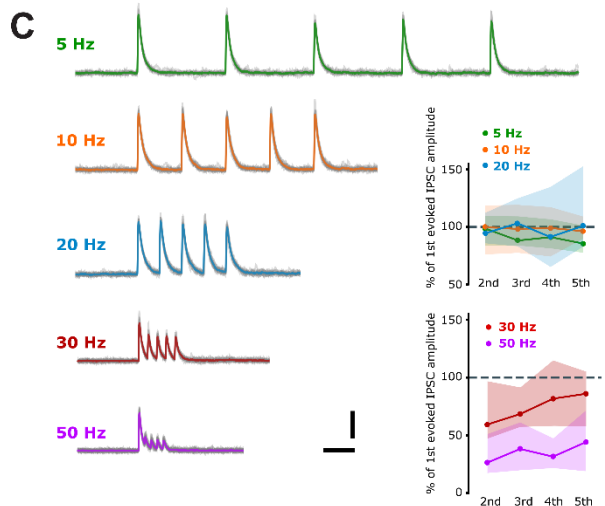 C
5 Hz
10 Hz
20 Hz
30 Hz
50 Hz
5 Hz
10 Hz
20 Hz
% of 1st evoked IPSC amplitude
150
100
50
2nd 3rd 4th 5th
30 Hz
50 Hz
% of 1st evoked IPSC amplitude
150
100
50
0
2nd 3rd 4th 5th